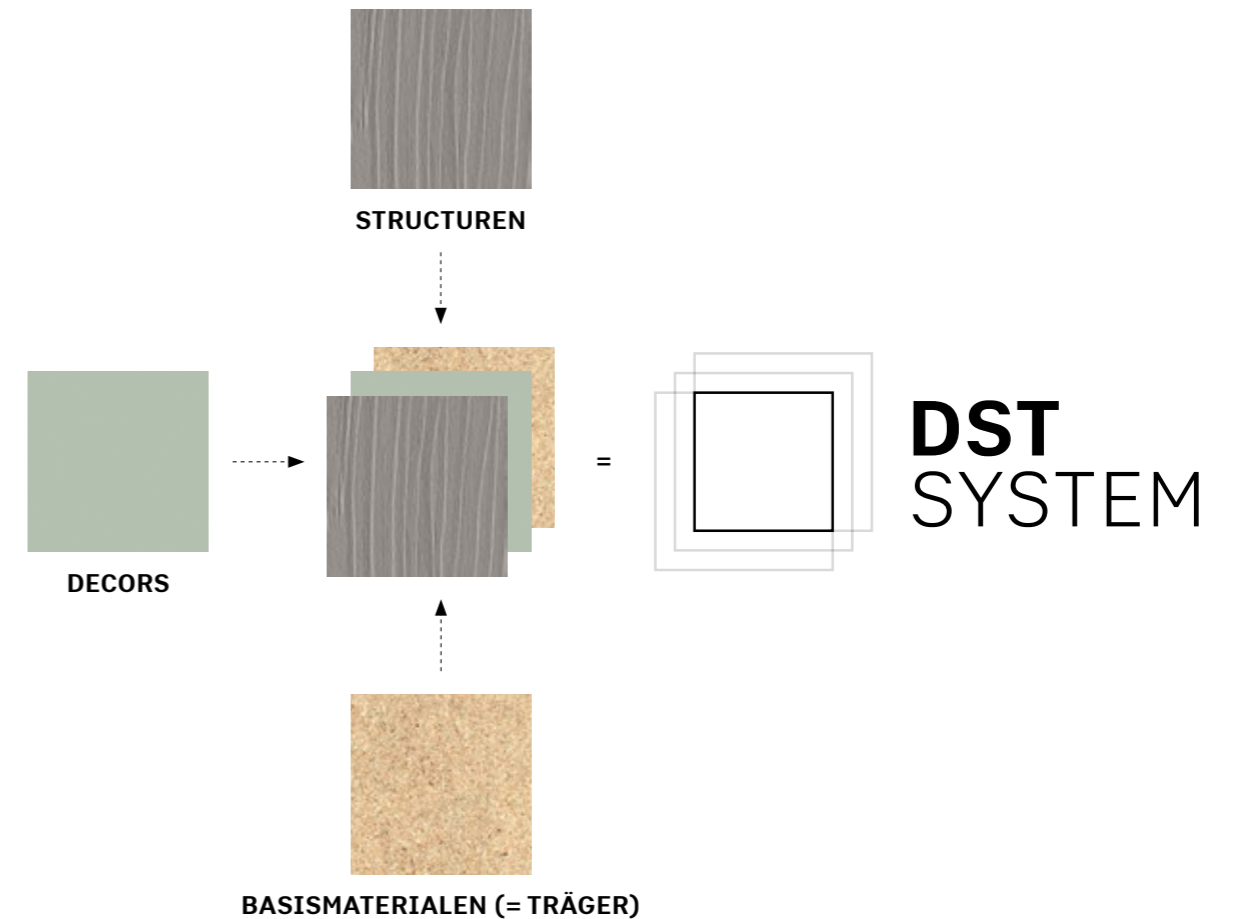 STRUCTUREN
DECORS
=
DST
SYSTEM
BASISMATERIALEN (= TRÄGER)